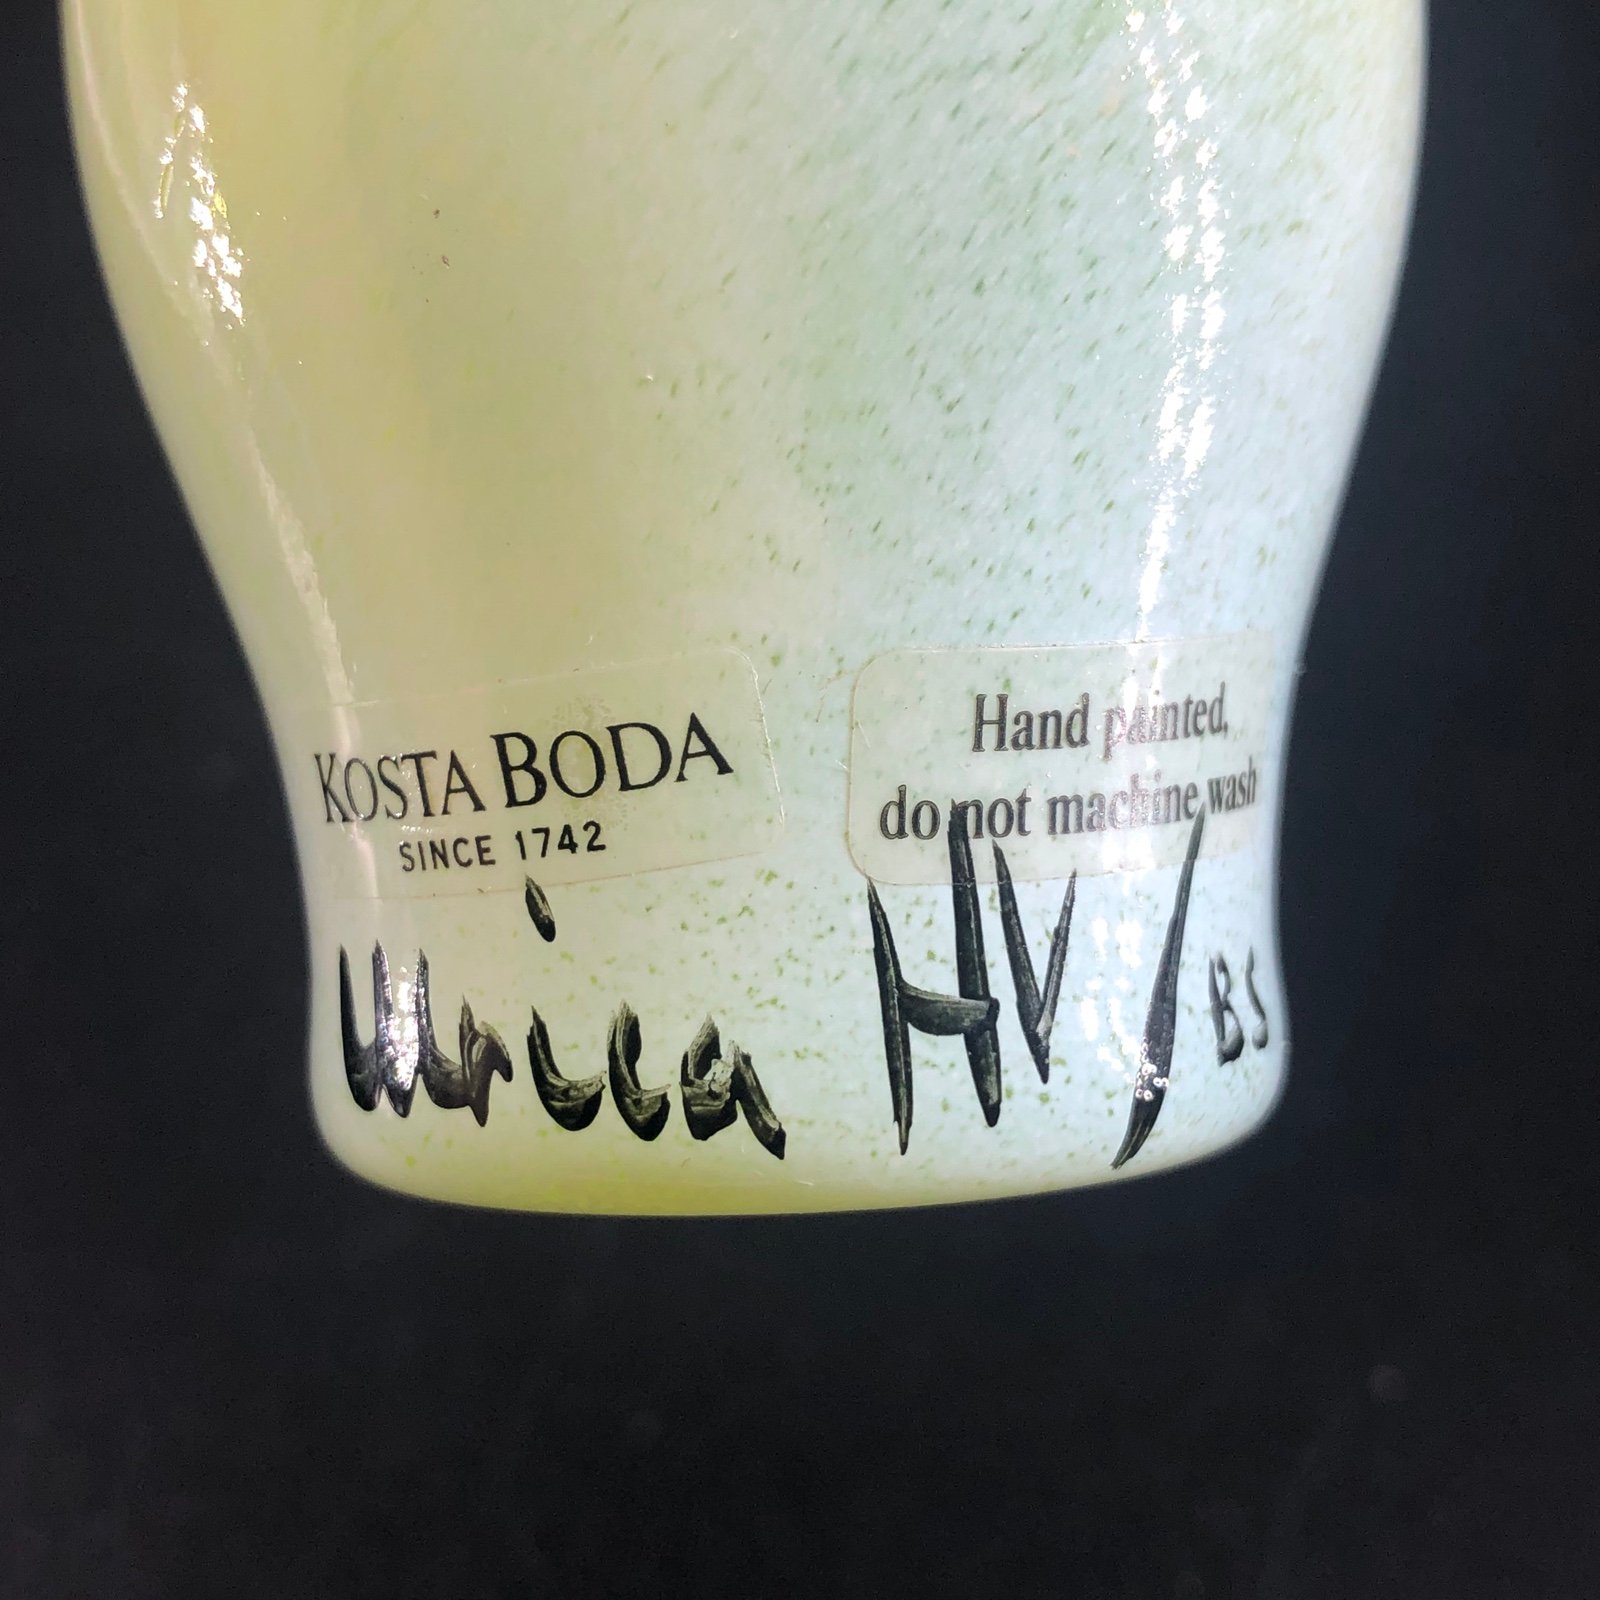 KOSTA BODA
SINCE 1742
Hand painted,
do not machine wash
Ulrica HV/BS